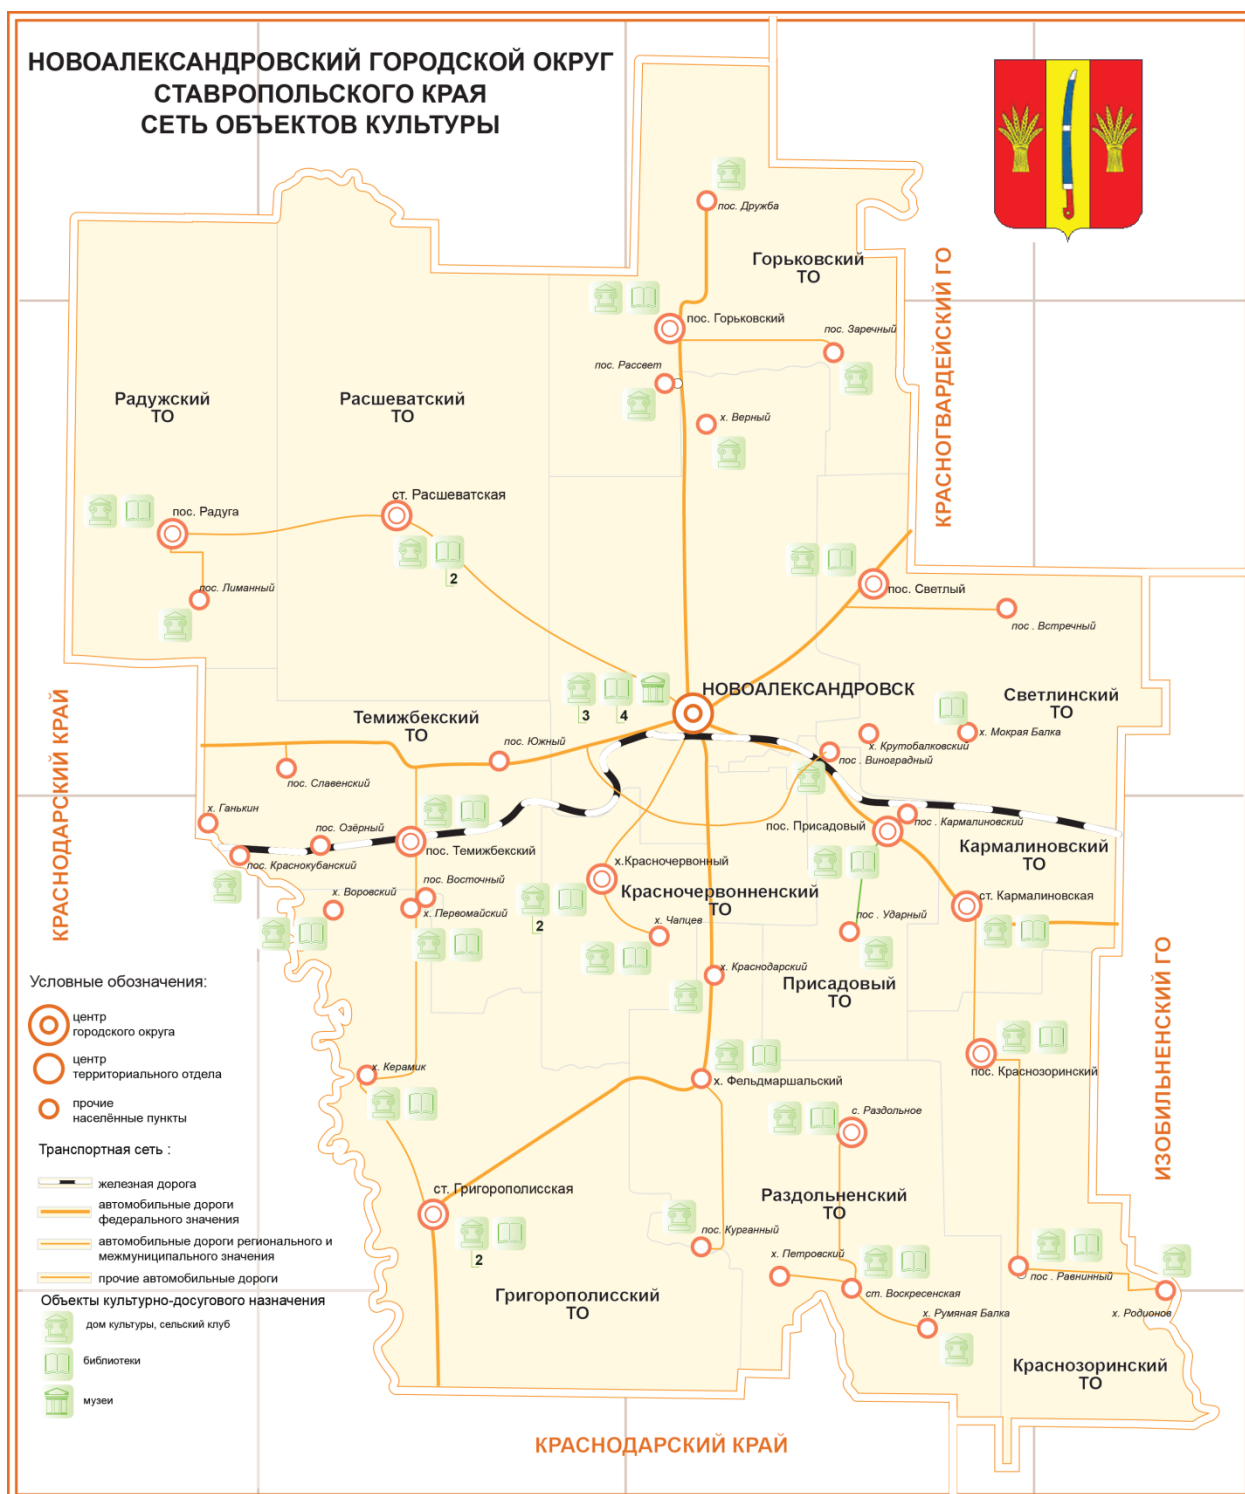 НОВОАЛЕКСАНДРОВСКИЙ ГОРОДСКОЙ ОКРУГ
СТАВРОПОЛЬСКОГО КРАЯ
СЕТЬ ОБЪЕКТОВ КУЛЬТУРЫ
пос. Дружба
Горьковский
ТО
КРАСНОГВАРДЕЙСКИЙ ГО
пос. Горьковский
пос. Заречный
пос. Рассвет
х. Верный
Радужский
ТО
Расшеватский
ТО
ст. Расшеватская
пос. Радуга
2
пос. Лиманный
пос. Светлый
пос . Встречный
НОВОАЛЕКСАНДРОВСК
3
4
Светлинский
ТО
Темижбекский
ТО
пос. Южный
х. Мокрая Балка
х. Крутобалковский
пос . Виноградный
КРАСНОДАРСКИЙ КРАЙ
пос. Славенский
х. Ганькин
пос. Озёрный
пос. Темижбекский
пос. Краснокубанский
пос. Присадовый
пос . Кармалиновский
Кармалиновский
ТО
х.Красночервонный
Красночервонненский
ТО
пос. Восточный
х. Воровский
х. Первомайский
2
х. Чапцев
пос . Ударный
ст. Кармалиновская
х. Краснодарский
Присадовый
ТО
ИЗОБИЛЬНЕНСКИЙ ГО
Условные обозначения:
центр
городского округа
центр
территориального отдела
прочие
населённые пункты
Транспортная сеть :
железная дорога
автомобильные дороги
федерального значения
автомобильные дороги регионального и
межмуниципального значения
прочие автомобильные дороги
Объекты культурно-досугового назначения
дом культуры, сельский клуб
библиотеки
музеи
х. Керамик
х. Фельдмаршальский
пос. Краснозоринский
с. Раздольное
ст. Григорополисская
2
Раздольненский
ТО
пос. Курганный
х. Петровский
ст. Воскресенская
х. Румяная Балка
пос . Равнинный
х. Родионов
Григорополисский
ТО
Краснозоринский
ТО
КРАСНОДАРСКИЙ КРАЙ